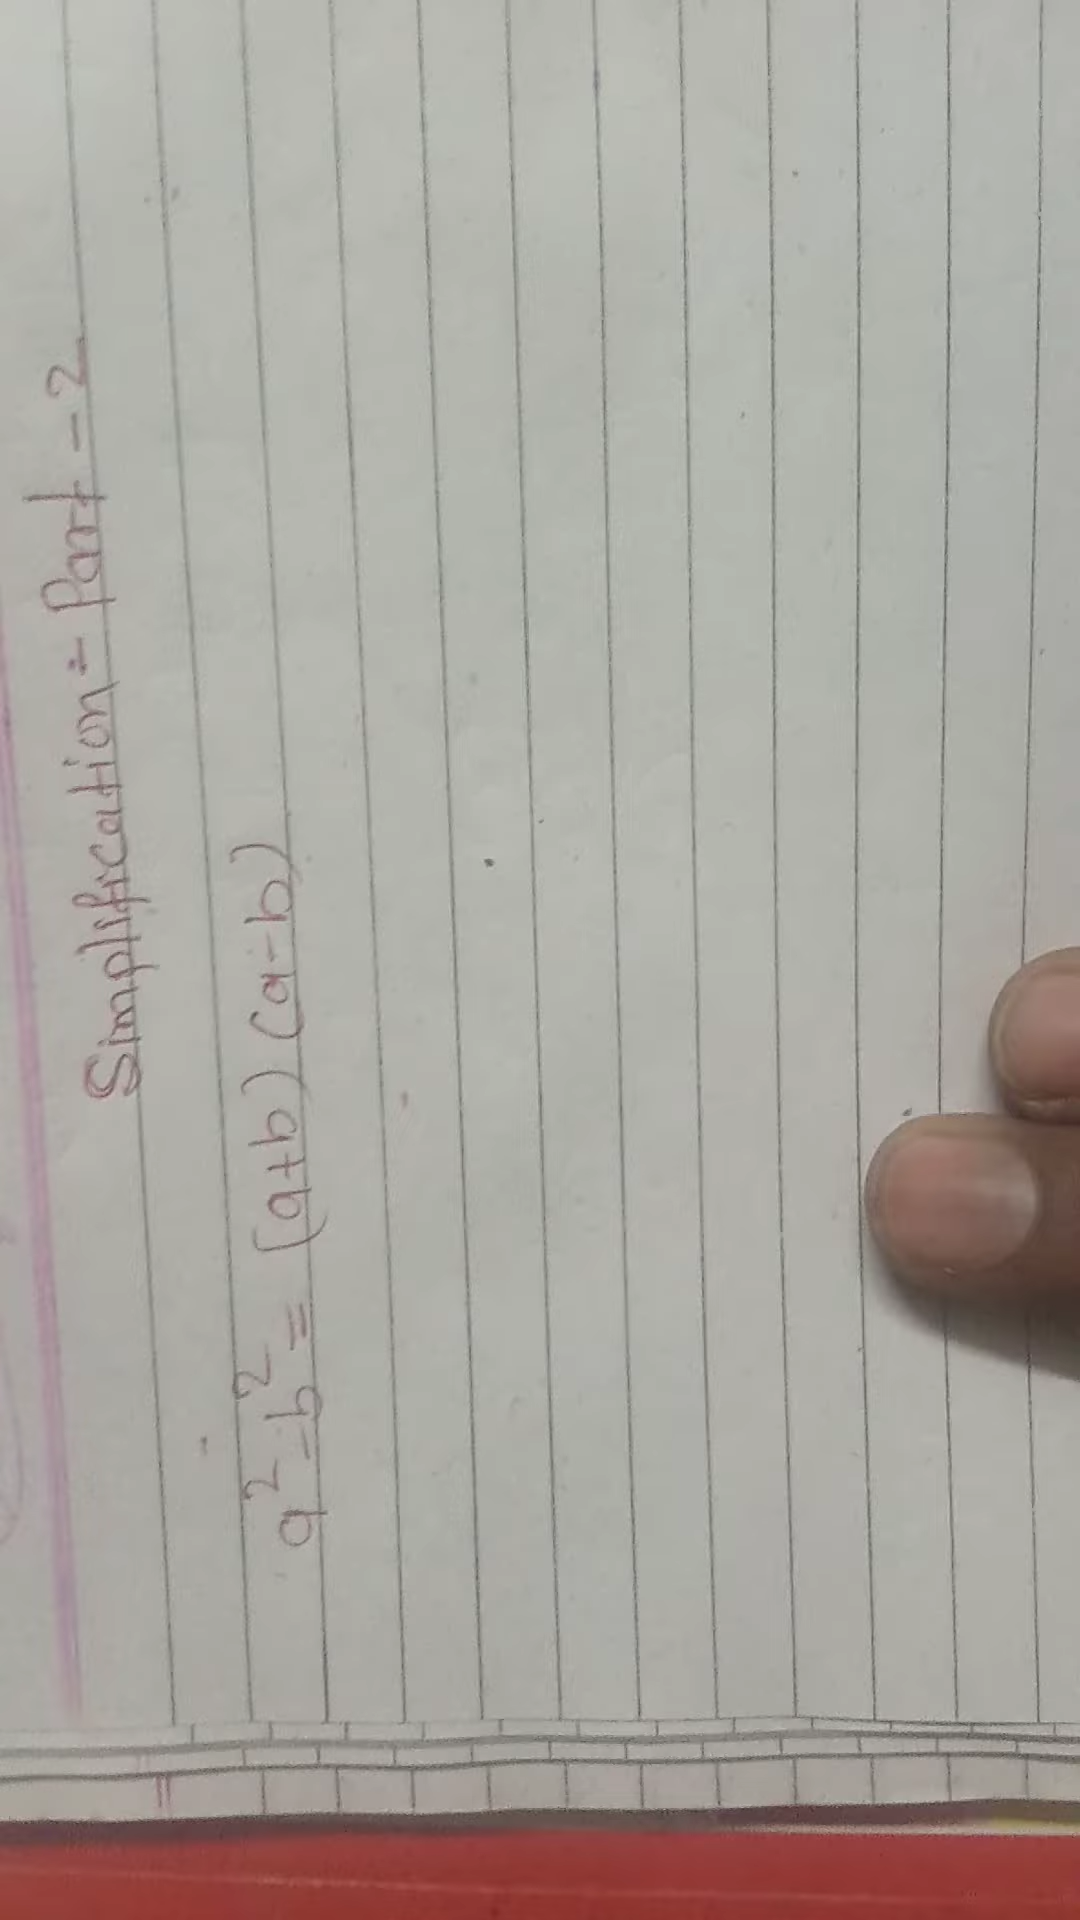 Simplification:- Part - 2
a² - b² = (a+b) (a-b)